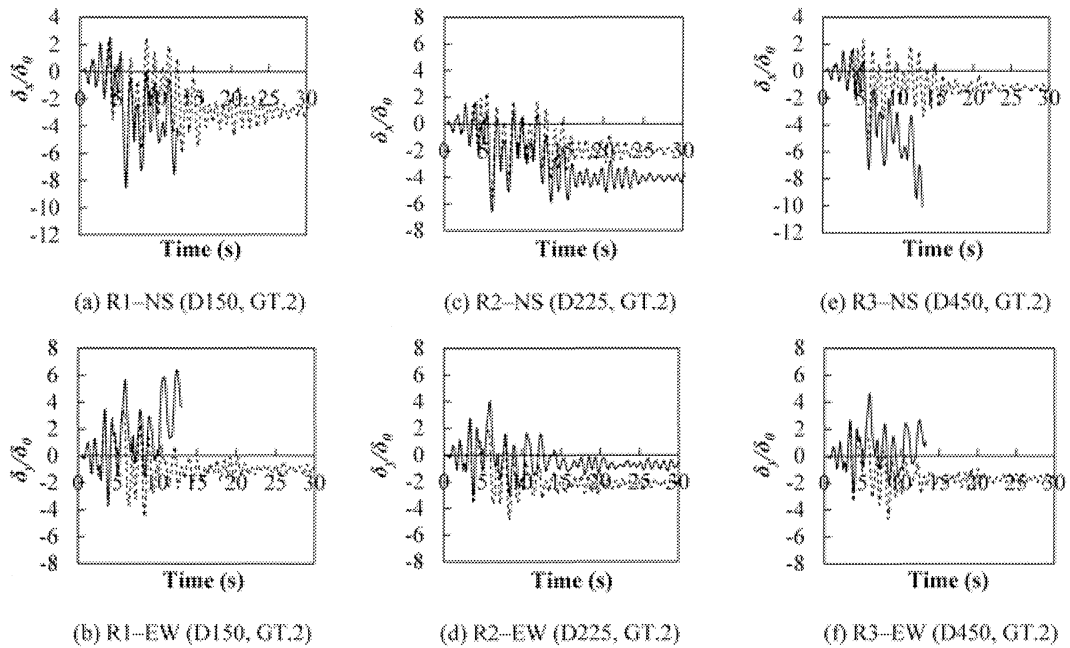 4
2
0
-2
-4
-6
-8
-10
-12
δx/δ0
0 5 10 15 20 25 30
Time (s)
(a) R1–NS (D150, GT.2)
8
6
4
2
0
-2
-4
-6
-8
δx/δ0
0 5 10 15 20 25 30
Time (s)
(c) R2–NS (D225, GT.2)
4
2
0
-2
-4
-6
-8
-10
-12
δx/δ0
0 5 10 15 20 25 30
Time (s)
(e) R3–NS (D450, GT.2)
8
6
4
2
0
-2
-4
-6
-8
δy/δ0
0 5 10 15 20 25 30
Time (s)
(b) R1–EW (D150, GT.2)
8
6
4
2
0
-2
-4
-6
-8
δy/δ0
0 5 10 15 20 25 30
Time (s)
(d) R2–EW (D225, GT.2)
8
6
4
2
0
-2
-4
-6
-8
δy/δ0
0 5 10 15 20 25 30
Time (s)
(f) R3–EW (D450, GT.2)